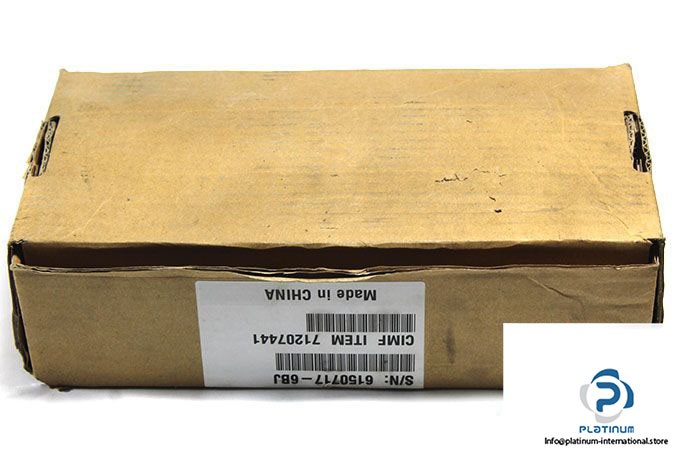 S/N: 6150717-6BJ
CIMF ITEM 71207441
Made in CHINA
PLATINUM
Info@platinum-international.store